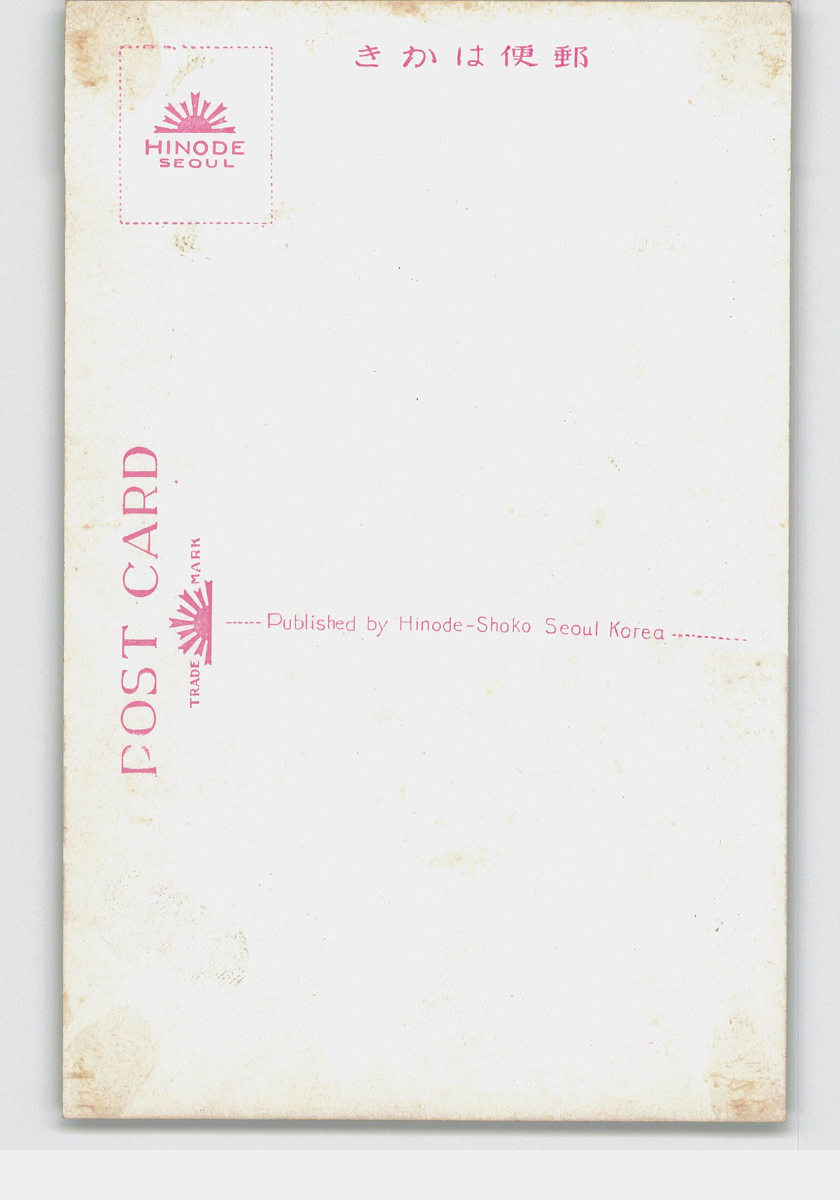 きかは便郵
HINODE
SEOUL
POST CARD
TRADE MARK
Published by Hinode-Shoko Seoul Korea